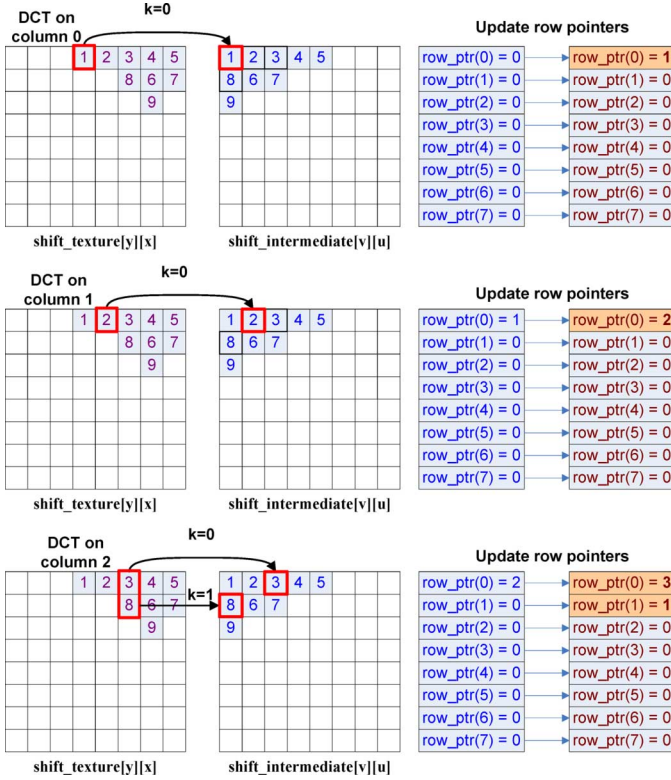 DCT on
column 0
k=0
Update row pointers
1 2 3 4 5
8 6 7
9
1 2 3 4 5
8 6 7
9
row_ptr(0) = 0 row_ptr(0) = 1
row_ptr(1) = 0 row_ptr(1) = 0
row_ptr(2) = 0 row_ptr(2) = 0
row_ptr(3) = 0 row_ptr(3) = 0
row_ptr(4) = 0 row_ptr(4) = 0
row_ptr(5) = 0 row_ptr(5) = 0
row_ptr(6) = 0 row_ptr(6) = 0
row_ptr(7) = 0 row_ptr(7) = 0
shift_texture[y][x]
shift_intermediate[v][u]
DCT on
column 1
k=0
Update row pointers
1 2 3 4 5
8 6 7
9
1 2 3 4 5
8 6 7
9
row_ptr(0) = 1 row_ptr(0) = 2
row_ptr(1) = 0 row_ptr(1) = 0
row_ptr(2) = 0 row_ptr(2) = 0
row_ptr(3) = 0 row_ptr(3) = 0
row_ptr(4) = 0 row_ptr(4) = 0
row_ptr(5) = 0 row_ptr(5) = 0
row_ptr(6) = 0 row_ptr(6) = 0
row_ptr(7) = 0 row_ptr(7) = 0
shift_texture[y][x]
shift_intermediate[v][u]
DCT on
column 2
k=0
Update row pointers
1 2 3 4 5
8 6 7
9
k=1
1 2 3 4 5
8 6 7
9
row_ptr(0) = 2 row_ptr(0) = 3
row_ptr(1) = 0 row_ptr(1) = 1
row_ptr(2) = 0 row_ptr(2) = 0
row_ptr(3) = 0 row_ptr(3) = 0
row_ptr(4) = 0 row_ptr(4) = 0
row_ptr(5) = 0 row_ptr(5) = 0
row_ptr(6) = 0 row_ptr(6) = 0
row_ptr(7) = 0 row_ptr(7) = 0
shift_texture[y][x]
shift_intermediate[v][u]